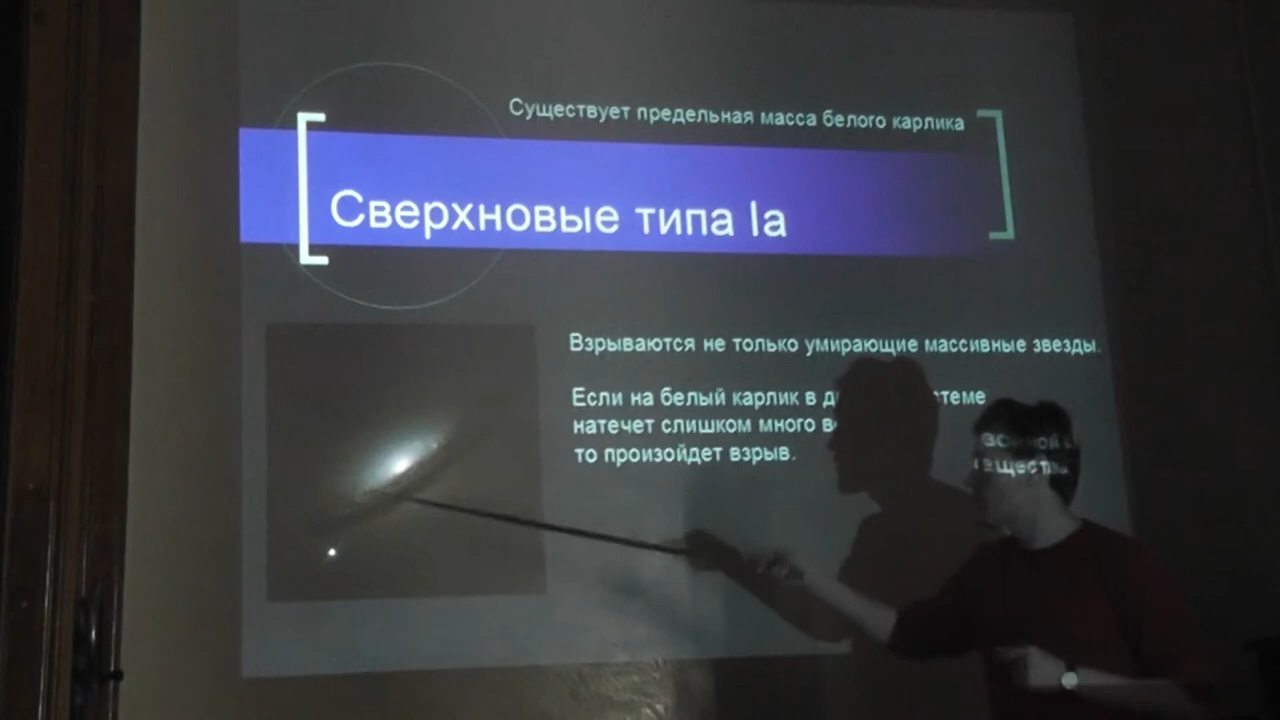 Существует предельная масса белого карлика
Сверхновые типа Ia
Взрываются не только умирающие массивные звезды.
Если на белый карлик в
натечет слишком много
то произойдет взрыв.